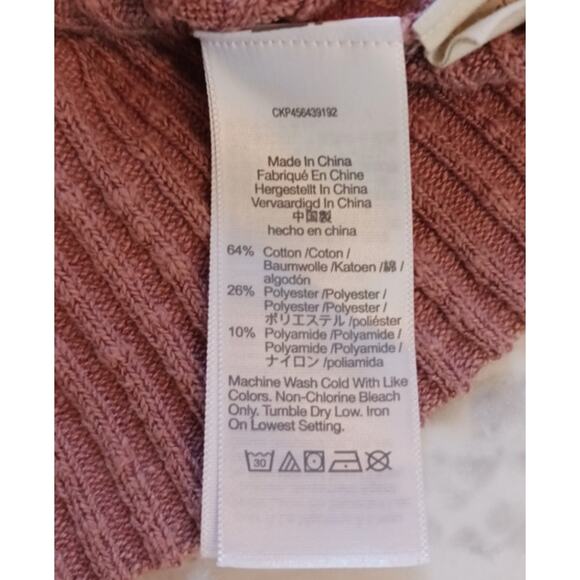 CKP456439192
Made In China
Fabriqué En Chine
Hergestellt In China
Vervaardigd In China
中国製
hecho en china
64% Cotton /Coton /
Baumwolle /Katoen /綿 /
algodón
26% Polyester /Polyester /
Polyester /Polyester /
ポリエステル /poliéster
10% Polyamide /Polyamide /
Polyamide /Polyamide /
ナイロン /poliamida
Machine Wash Cold With Like
Colors. Non-Chlorine Bleach
Only. Tumble Dry Low. Iron
On Lowest Setting.
30